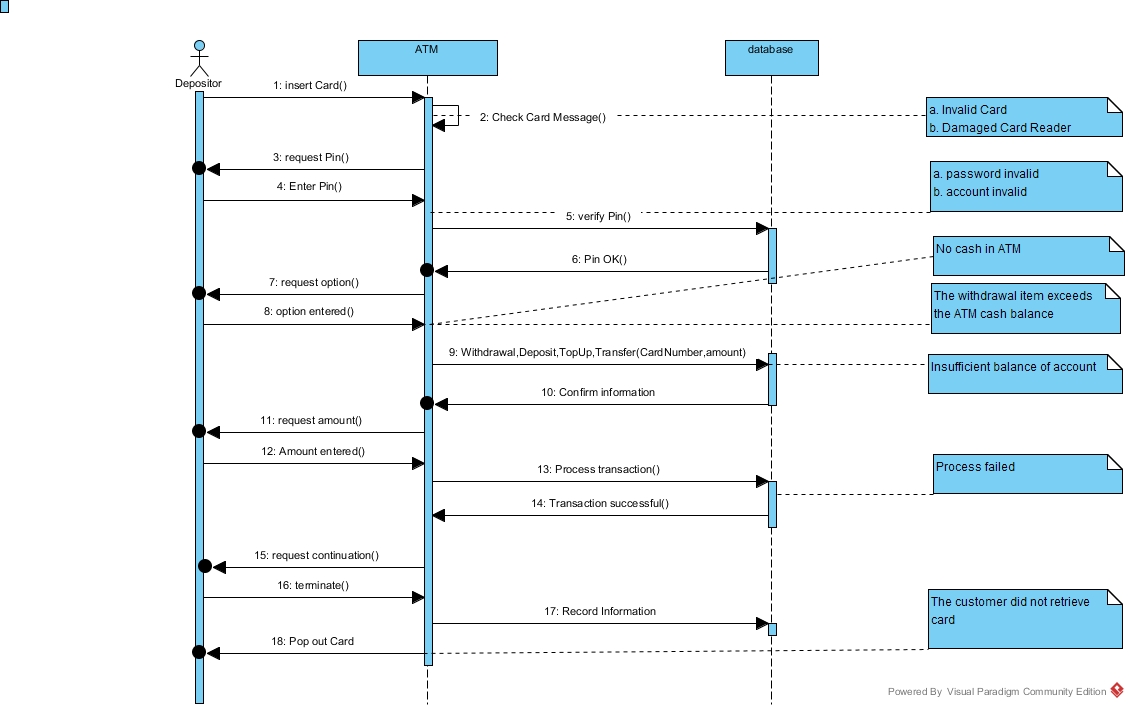 ATM
database
Depositor
1: insert Card()
2: Check Card Message()
a. Invalid Card
b. Damaged Card Reader
3: request Pin()
4: Enter Pin()
a. password invalid
b. account invalid
5: verify Pin()
6: Pin OK()
No cash in ATM
7: request option()
8: option entered()
The withdrawal item exceeds
the ATM cash balance
9: Withdrawal,Deposit,TopUp,Transfer(CardNumber,amount)
Insufficient balance of account
10: Confirm information
11: request amount()
12: Amount entered()
13: Process transaction()
Process failed
14: Transaction successful()
15: request continuation()
16: terminate()
17: Record Information
The customer did not retrieve
card
18: Pop out Card
Powered By Visual Paradigm Community Edition